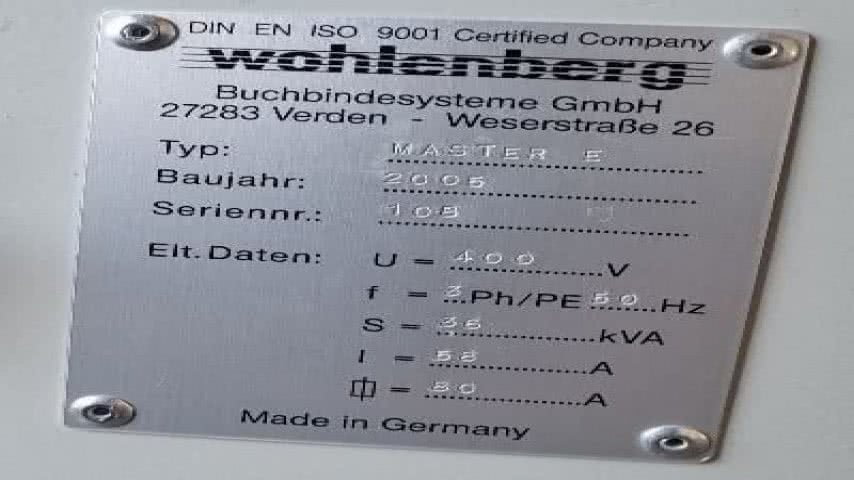 DIN EN ISO 9001 Certified Company
wohlenberg
Buchbindesysteme GmbH
27283 Verden - Weserstraße 26
Typ: MASTER E
Baujahr: 2005
Seriennr.:
Elt. Daten: U = 400 V
f = 3 Ph/PE 50 Hz
S = 36 kVA
I = 58 A
= 80 A
Made in Germany